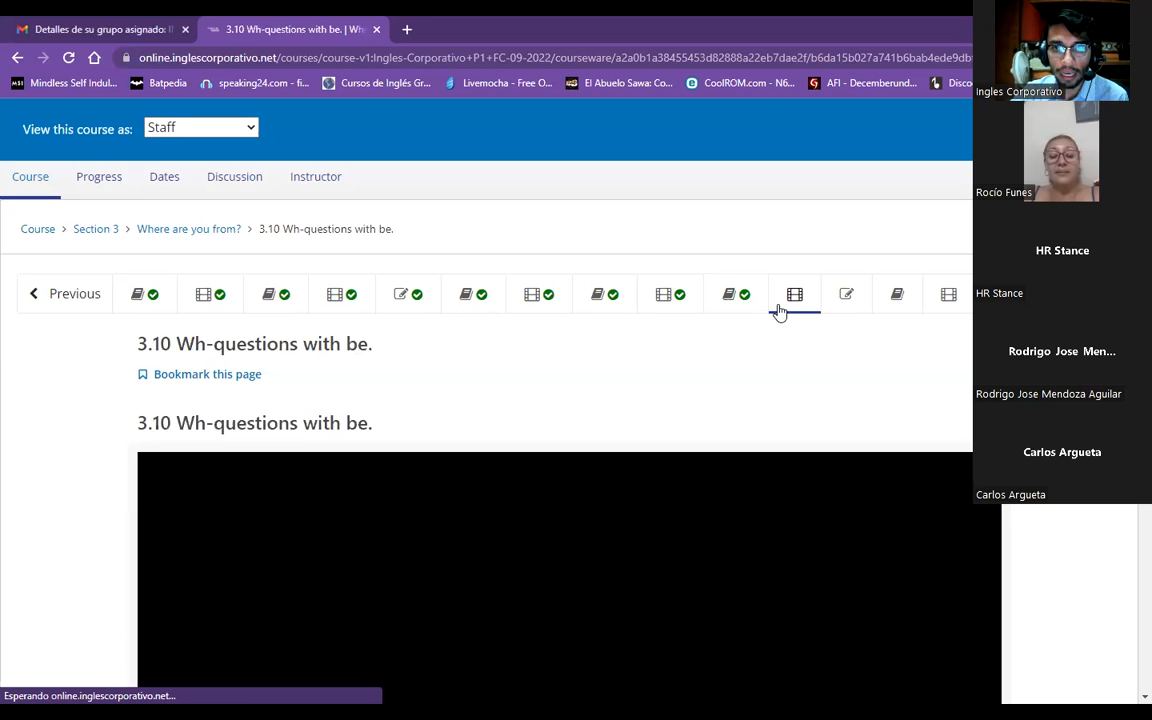 Detalles de su grupo asignado: I
3.10 Wh-questions with be. | Wh
online.inglescorporativo.net/courses/course-v1:Ingles-Corporativo+P1+FC-09-2022/courseware/a2a0b1a38455453d82888a22eb7dae2f/b6da15b027a741b6bab4ede9dbf
Mindless Self Indul...
Batpedia
speaking24.com - fi...
Cursos de Inglés Gr...
Livemocha - Free O...
El Abuelo Sawa: Co...
CoolROM.com - N6...
AFI - Decemberund...
Disco
View this course as:
Staff
Course
Progress
Dates
Discussion
Instructor
Course > Section 3 > Where are you from? > 3.10 Wh-questions with be.
Previous
3.10 Wh-questions with be.
Bookmark this page
3.10 Wh-questions with be.
Esperando online.inglescorporativo.net...
Ingles Corporativo
Rocío Funes
HR Stance
HR Stance
Rodrigo Jose Men...
Rodrigo Jose Mendoza Aguilar
Carlos Argueta
Carlos Argueta